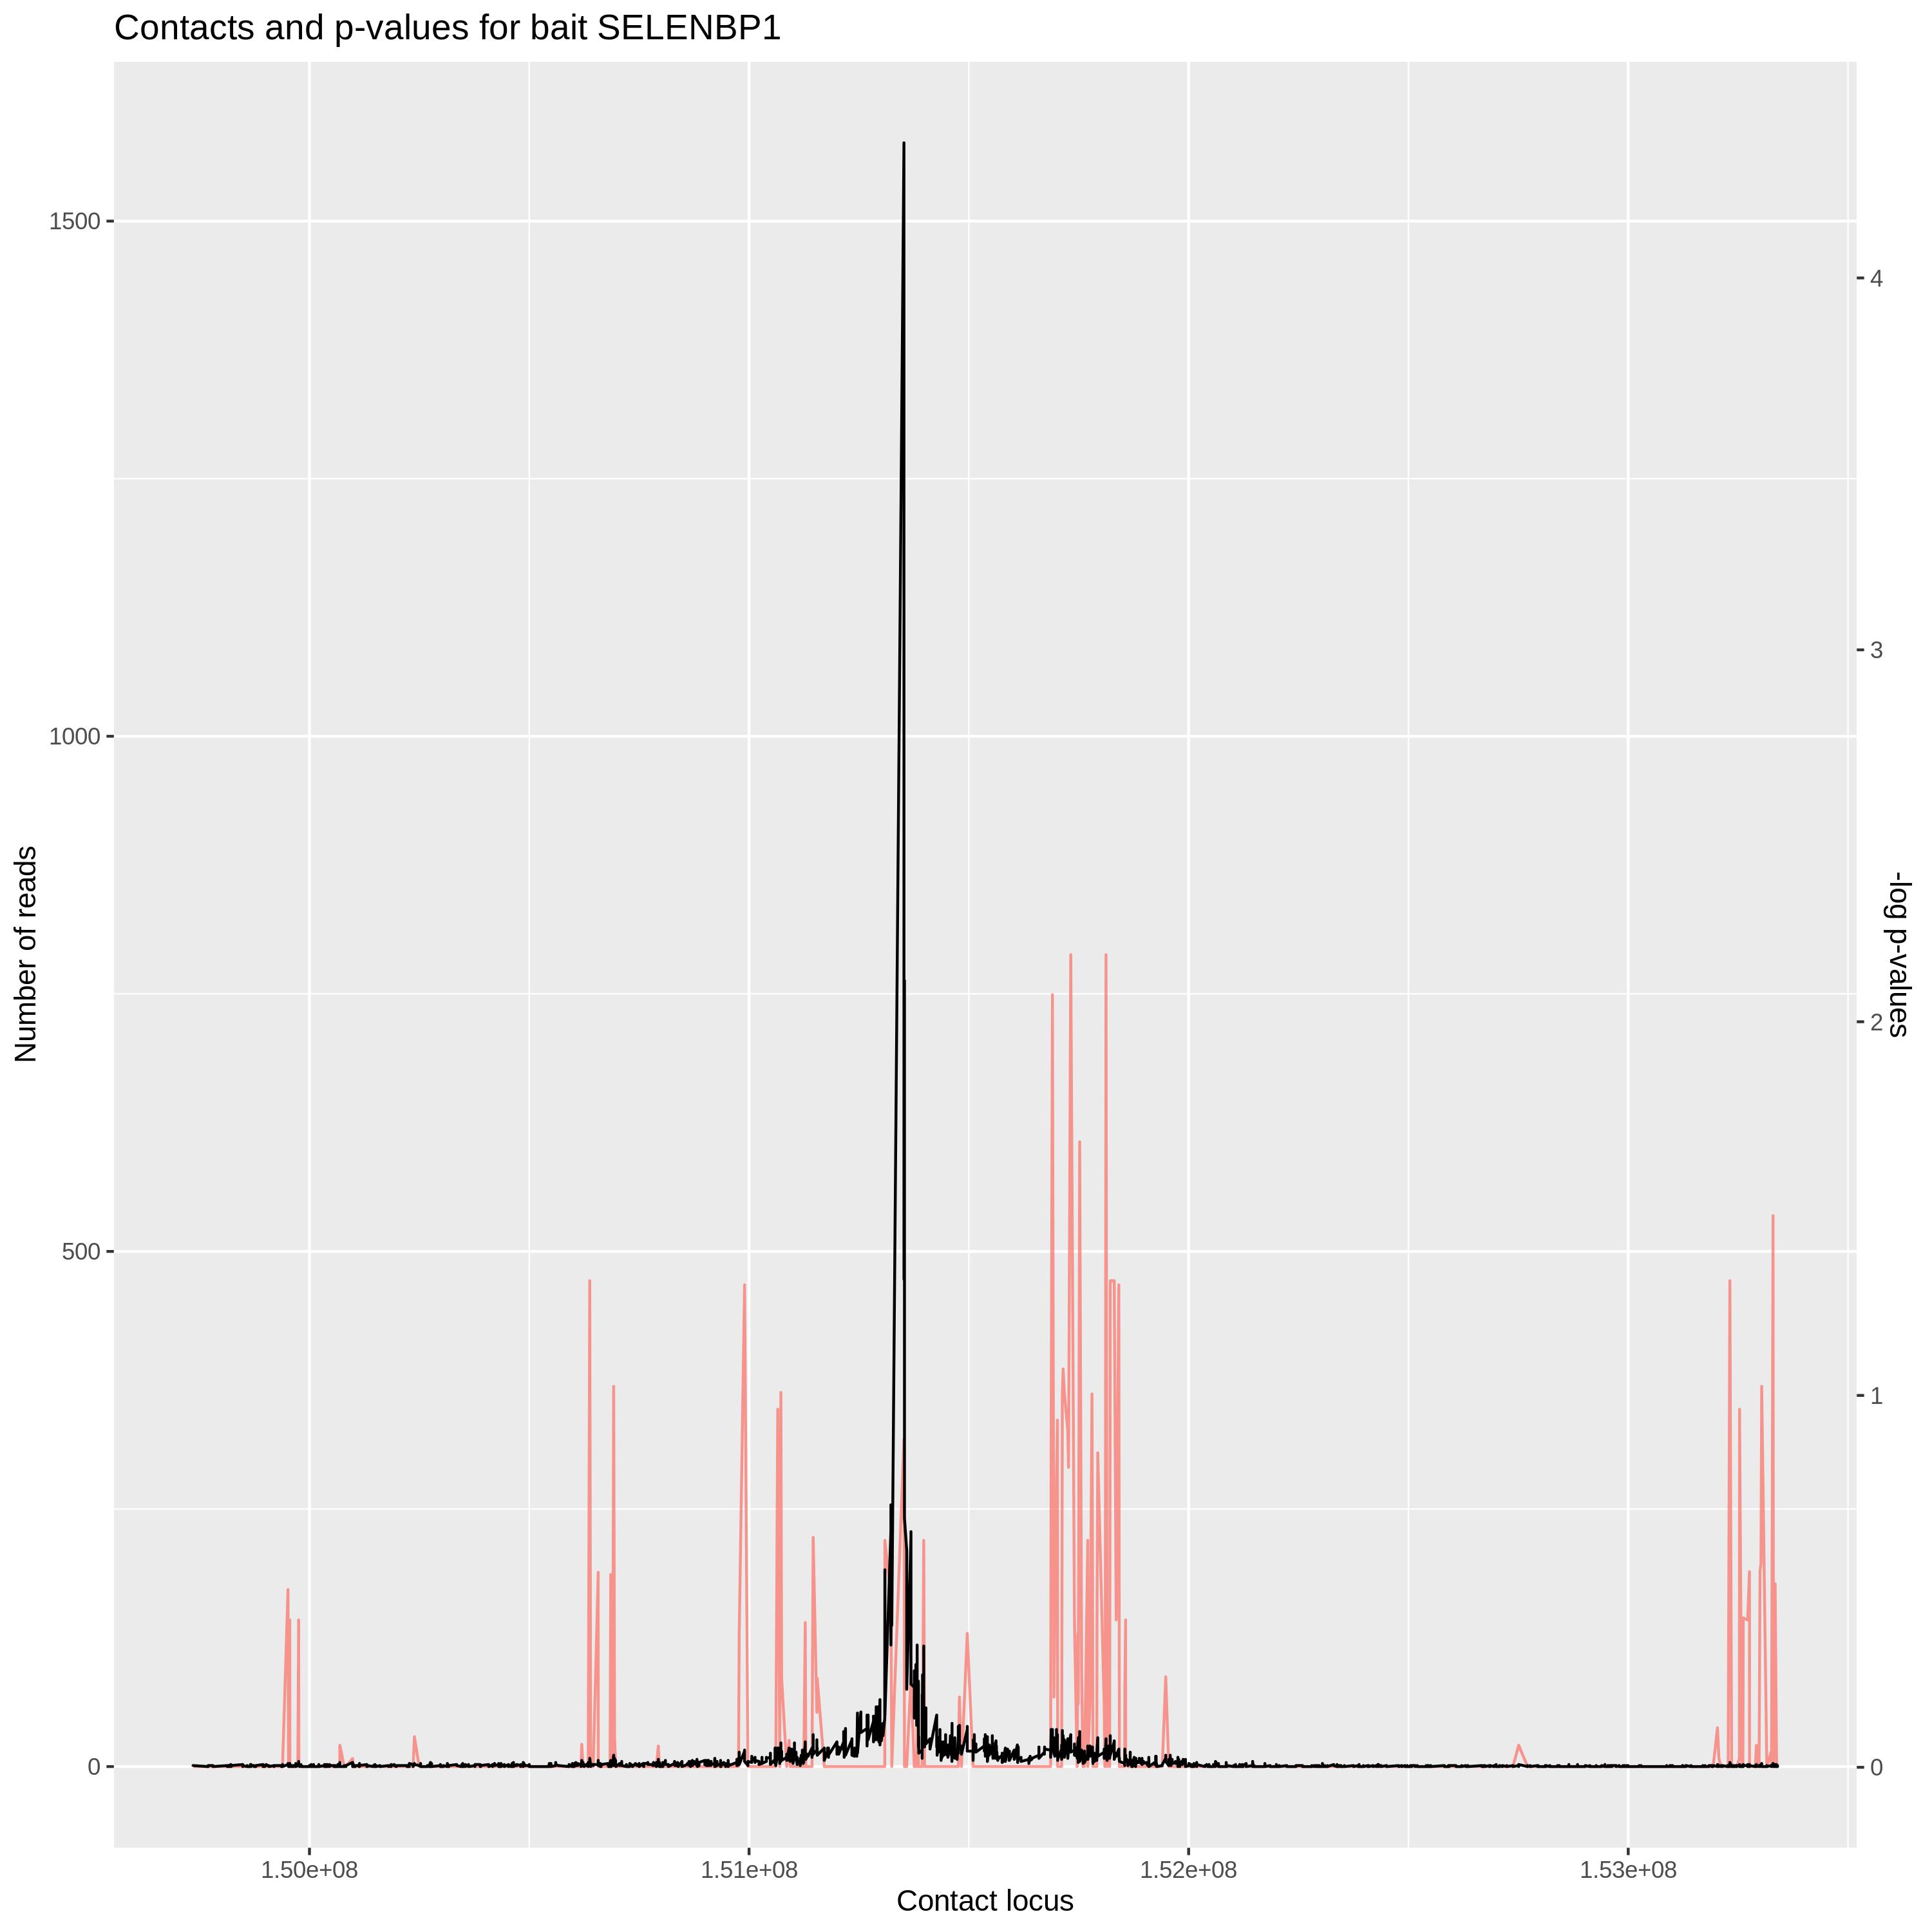 Contacts and p-values for bait SELENBP1
1500
1000
500
0
Number of reads
4
3
2
1
0
-log p-values
1.50e+08
1.51e+08
1.52e+08
1.53e+08
Contact locus